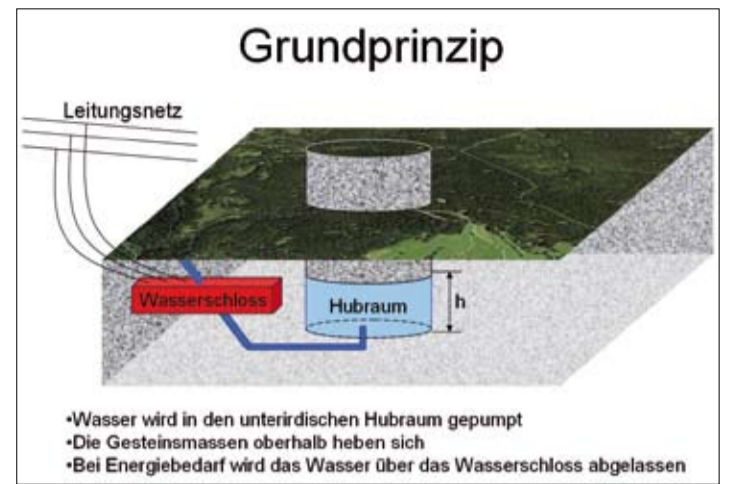 Grundprinzip
Leitungsnetz
Wasserschloss
Hubraum
h
•Wasser wird in den unterirdischen Hubraum gepumpt
•Die Gesteinsmassen oberhalb heben sich
•Bei Energiebedarf wird das Wasser über das Wasserschloss abgelassen